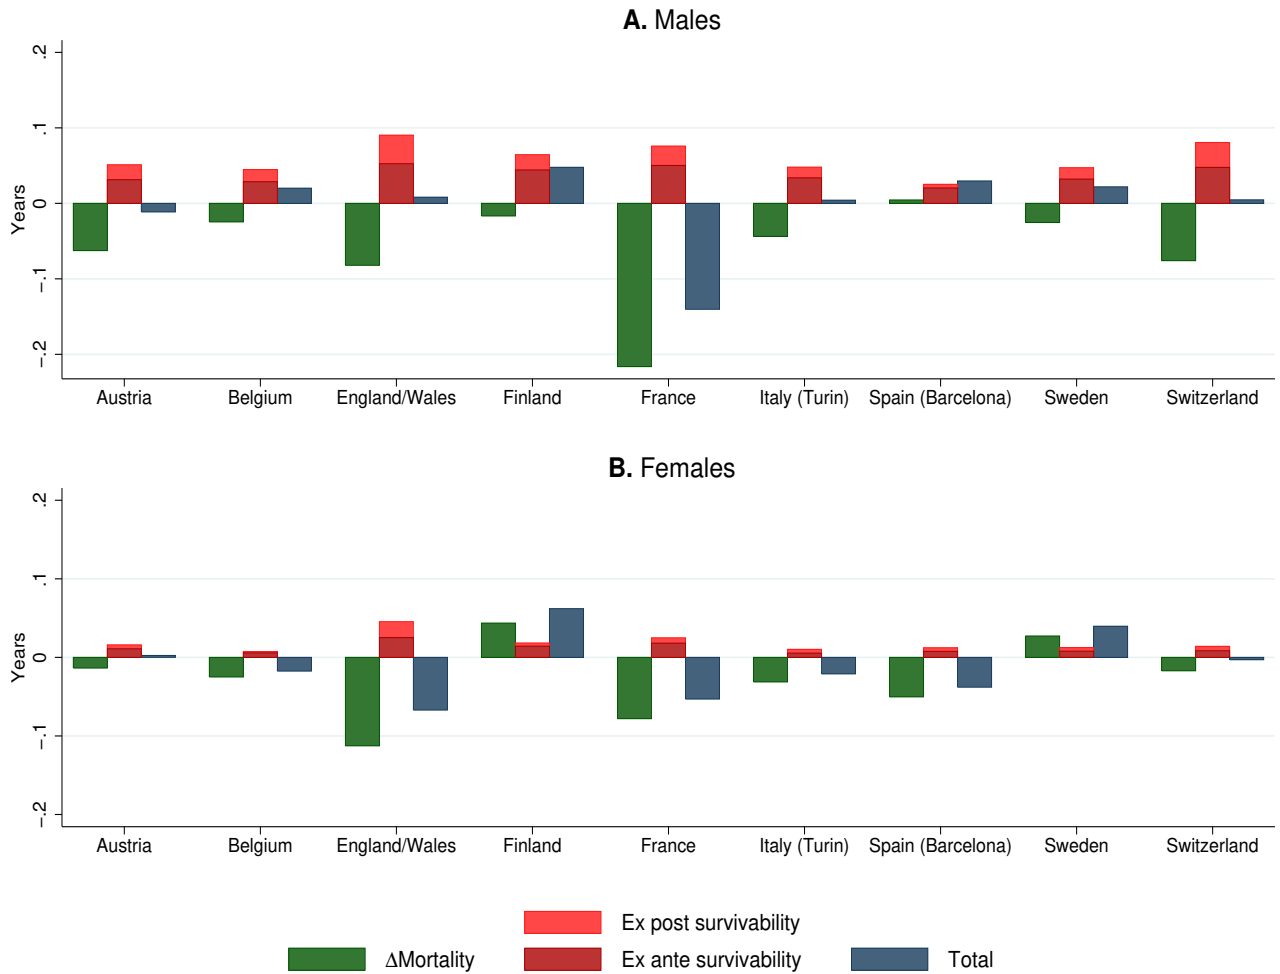 A. Males
.2
.1
0
-.1
-.2
Years
Austria Belgium England/Wales Finland France Italy (Turin) Spain (Barcelona) Sweden Switzerland
B. Females
.2
.1
0
-.1
-.2
Years
Austria Belgium England/Wales Finland France Italy (Turin) Spain (Barcelona) Sweden Switzerland
Ex post survivability
ΔMortality Ex ante survivability Total